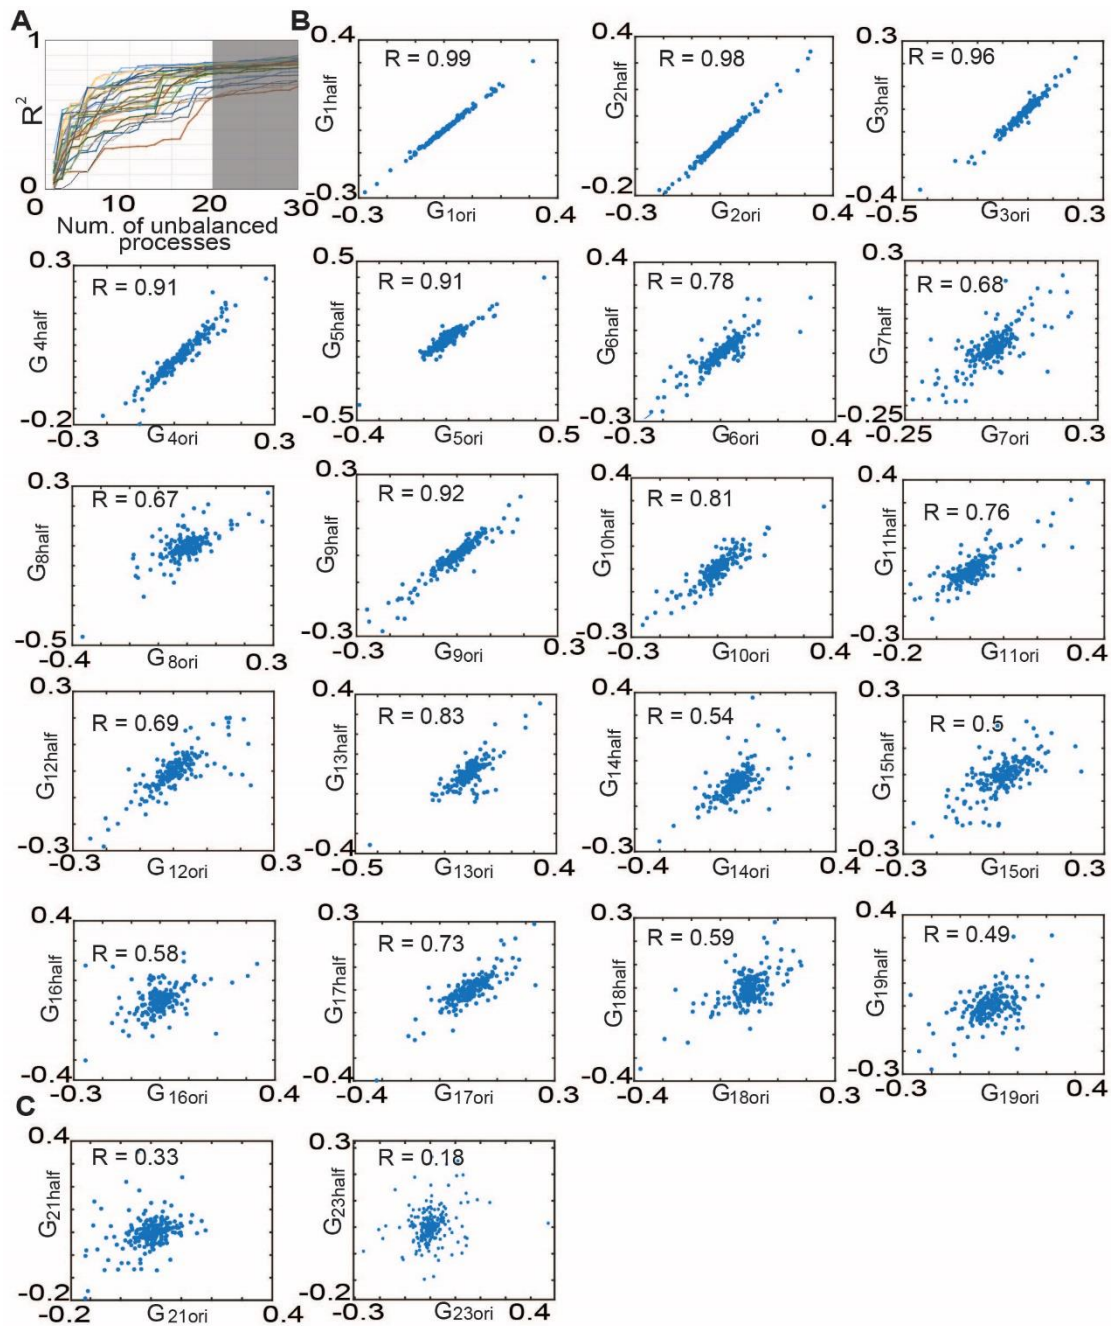 A
B
1
R²
0
0
10
20
30
Num. of unbalanced
processes
0.4
R = 0.99
G1half
-0.3
-0.3
G1ori
0.4
0.4
R = 0.98
G2half
-0.2
-0.3
G2ori
0.4
0.3
R = 0.96
G3half
-0.4
-0.5
G3ori
0.3
0.3
R = 0.91
G 4half
-0.2
-0.3
G4ori
0.3
0.5
R = 0.91
G5half
-0.5
-0.4
G5ori
0.5
0.4
R = 0.78
G6half
-0.3
-0.3
G6ori
0.4
0.3
R = 0.68
G7half
-0.25
-0.25
G7ori
0.3
0.3
R = 0.67
G8half
-0.5
-0.4
G8ori
0.3
0.3
R = 0.92
G9half
-0.3
-0.3
G9ori
0.3
0.4
R = 0.81
G10half
-0.3
-0.3
G10ori
0.4
0.4
R = 0.76
G11half
-0.3
-0.2
G11ori
0.4
0.3
R = 0.69
G12half
-0.3
-0.3
G12ori
0.3
0.4
R = 0.83
G13half
-0.4
-0.5
G13ori
0.4
0.4
R = 0.54
G14half
-0.4
-0.4
G14ori
0.4
0.3
R = 0.5
G15half
-0.3
-0.3
G15ori
0.3
0.4
R = 0.58
G16half
-0.4
-0.3
G16ori
0.4
0.3
R = 0.73
G17half
-0.4
-0.4
G17ori
0.3
0.3
R = 0.59
G18half
-0.4
-0.4
G18ori
0.3
0.4
R = 0.49
G19half
-0.3
-0.3
G19ori
0.4
C
0.4
R = 0.33
G21half
-0.2
-0.2
G21ori
0.4
0.3
R = 0.18
G23half
-0.2
-0.3
G23ori
0.4